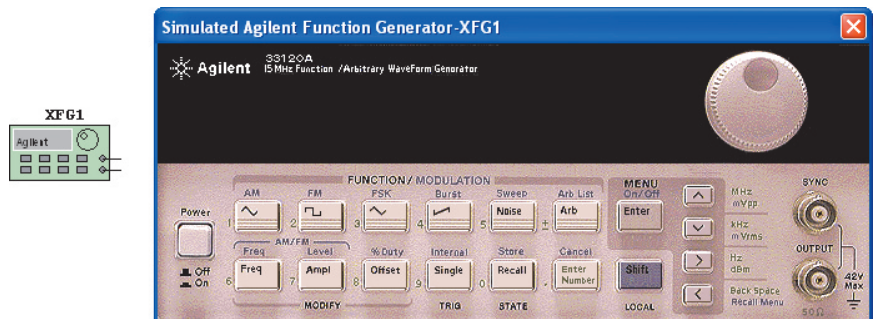 Simulated Agilent Function Generator-XFG1
XFG1
Agilent
Agilent
33120A
15 MHz Function /Arbitrary WaveForm Generator
FUNCTION/ MODULATION
AM FM FSK Burst Sweep Arb List
MENU
On/Off
Power
1 2 3 4 5 Noise ± Arb
Enter
MHz
mVpp
kHz
mVrms
Hz
dBm
Back Space
Recall Menu
SYNC
OUTPUT
42V
Max
50Ω
AM/FM
Freq Level % Duty Internal Store Cancel
Off
On
6 Freq 7 Ampl 8 Offset 9 Single 0 Recall . Enter Number
Shift
MODIFY TRIG STATE LOCAL